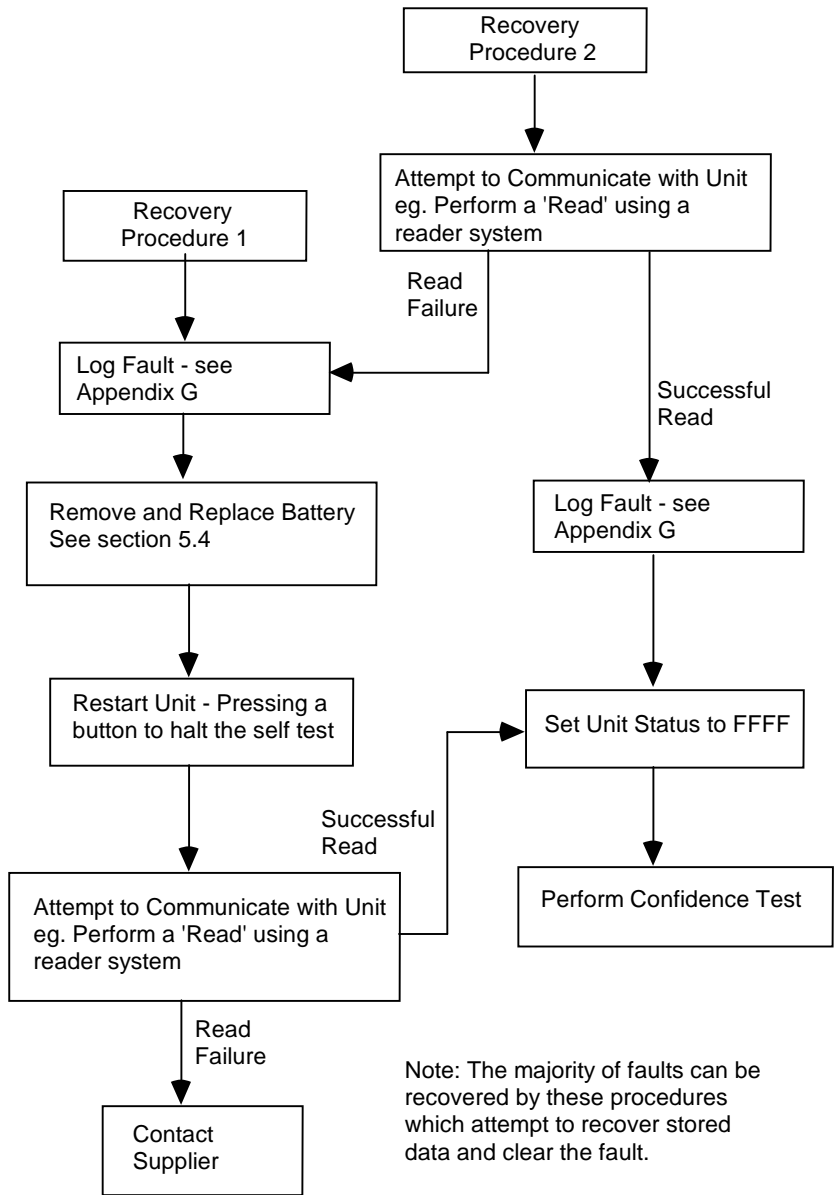 Recovery
Procedure 2
Attempt to Communicate with Unit
eg. Perform a 'Read' using a
reader system
Recovery
Procedure 1
Read
Failure
Log Fault - see
Appendix G
Successful
Read
Remove and Replace Battery
See section 5.4
Log Fault - see
Appendix G
Restart Unit - Pressing a
button to halt the self test
Set Unit Status to FFFF
Successful
Read
Attempt to Communicate with Unit
eg. Perform a 'Read' using a
reader system
Perform Confidence Test
Read
Failure
Contact
Supplier
Note: The majority of faults can be
recovered by these procedures
which attempt to recover stored
data and clear the fault.